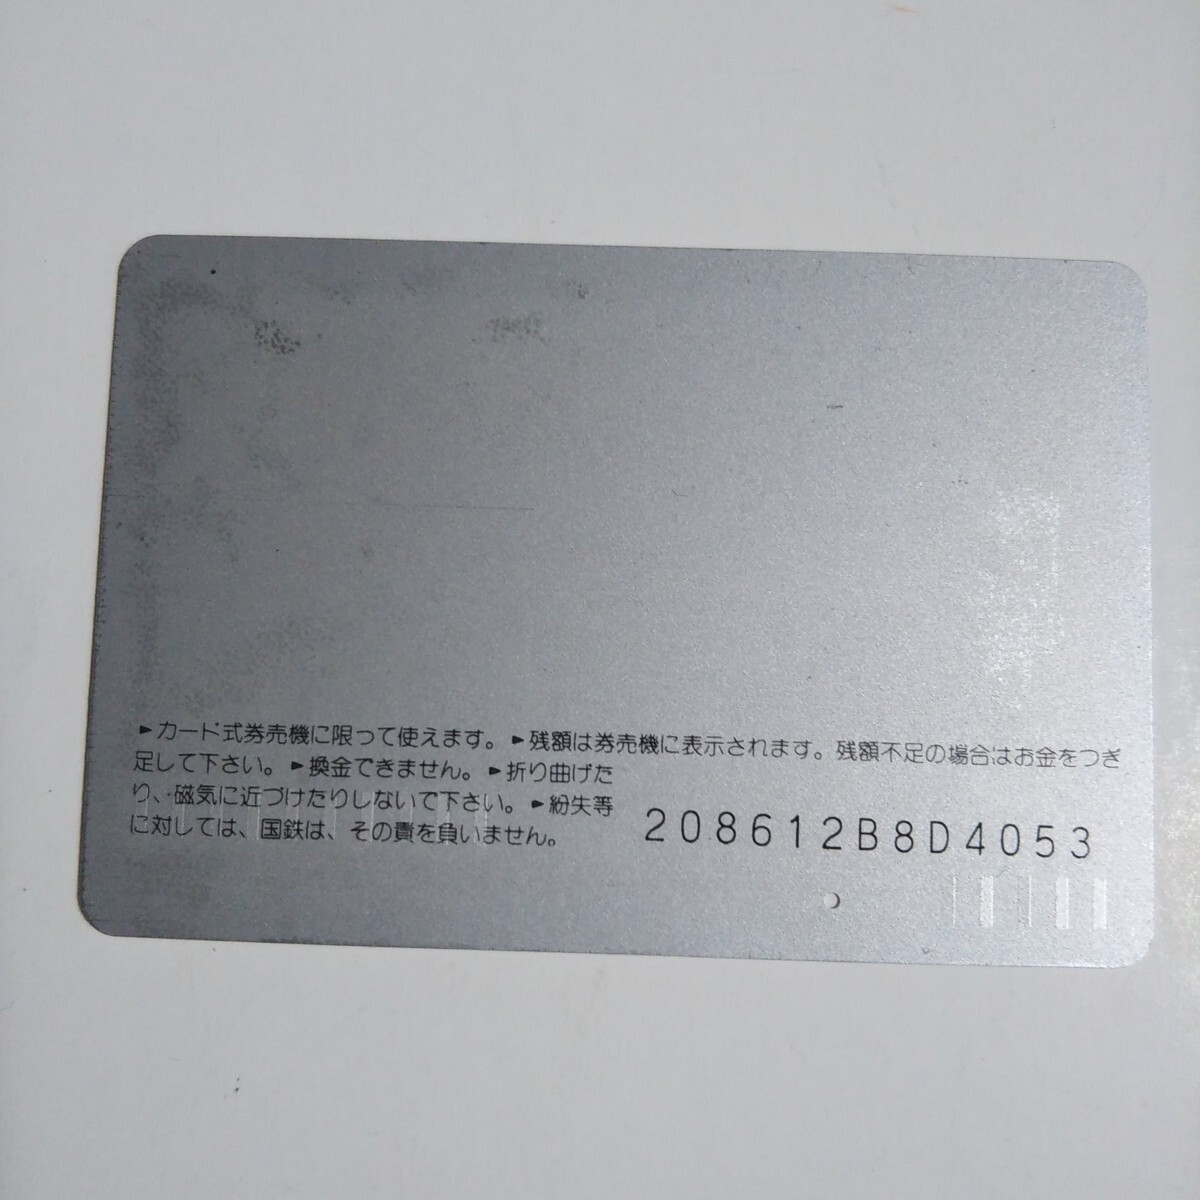 ►カード式券売機に限って使えます。►残額は券売機に表示されます。残額不足の場合はお金をつぎ
足して下さい。►換金できません。►折り曲げた
り、磁気に近づけたりしないで下さい。►紛失等
に対しては、国鉄は、その責を負いません。
208612B8D4053